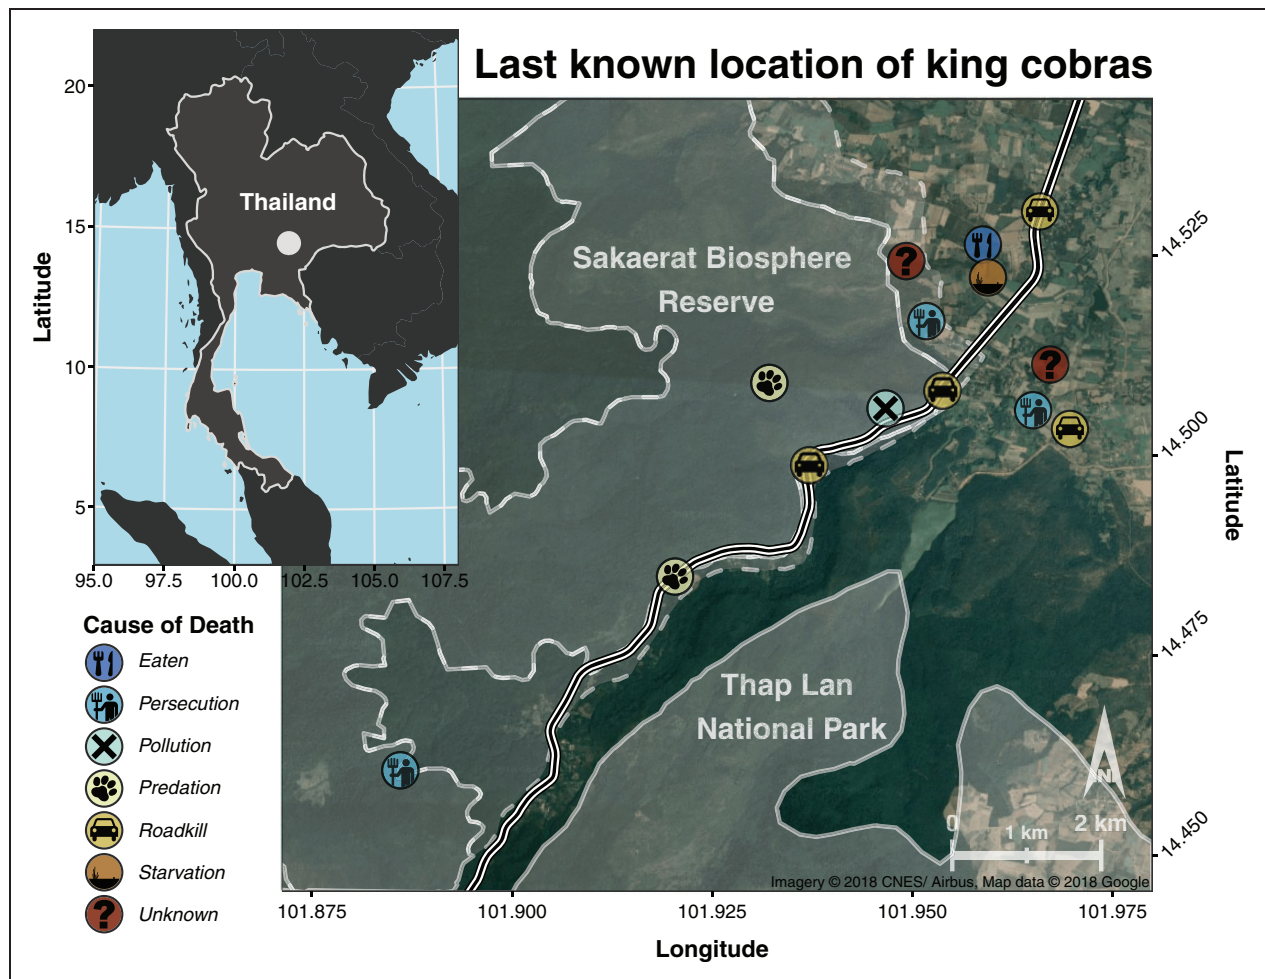 Last known location of king cobras
20
15
10
5
Latitude
Thailand
95.0 97.5 100.0 102.5 105.0 107.5
Sakaerat Biosphere
Reserve
14.525
14.500
14.475
14.450
Latitude
Thap Lan
National Park
N
0 1 km 2 km
Imagery © 2018 CNES/ Airbus, Map data © 2018 Google
101.875 101.900 101.925 101.950 101.975
Longitude
Cause of Death
Eaten
Persecution
Pollution
Predation
Roadkill
Starvation
Unknown